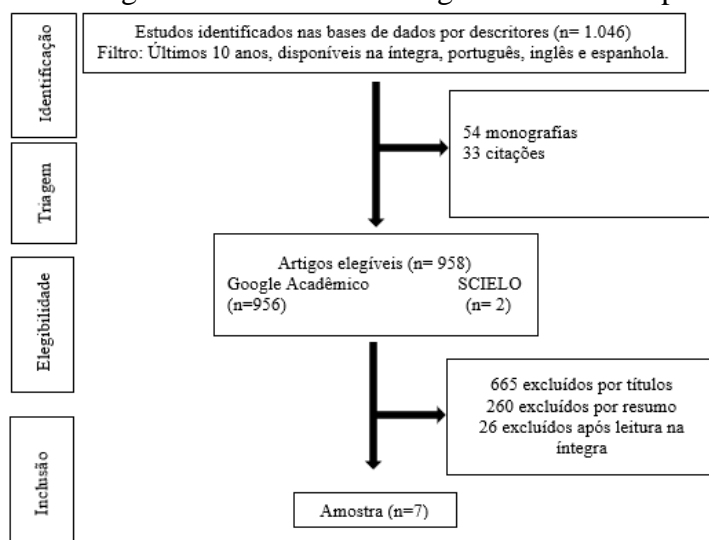 Identificação
Estudos identificados nas bases de dados por descritores (n= 1.046)
Filtro: Últimos 10 anos, disponíveis na íntegra, português, inglês e espanhola.
54 monografías
33 citações
Triagem
Elegibilidade
Artigos elegíveis (n= 958)
Google Acadêmico SCIELO
(n=956) (n= 2)
665 excluídos por títulos
260 excluídos por resumo
26 excluídos após leitura na
íntegra
Inclusão
Amostra (n=7)